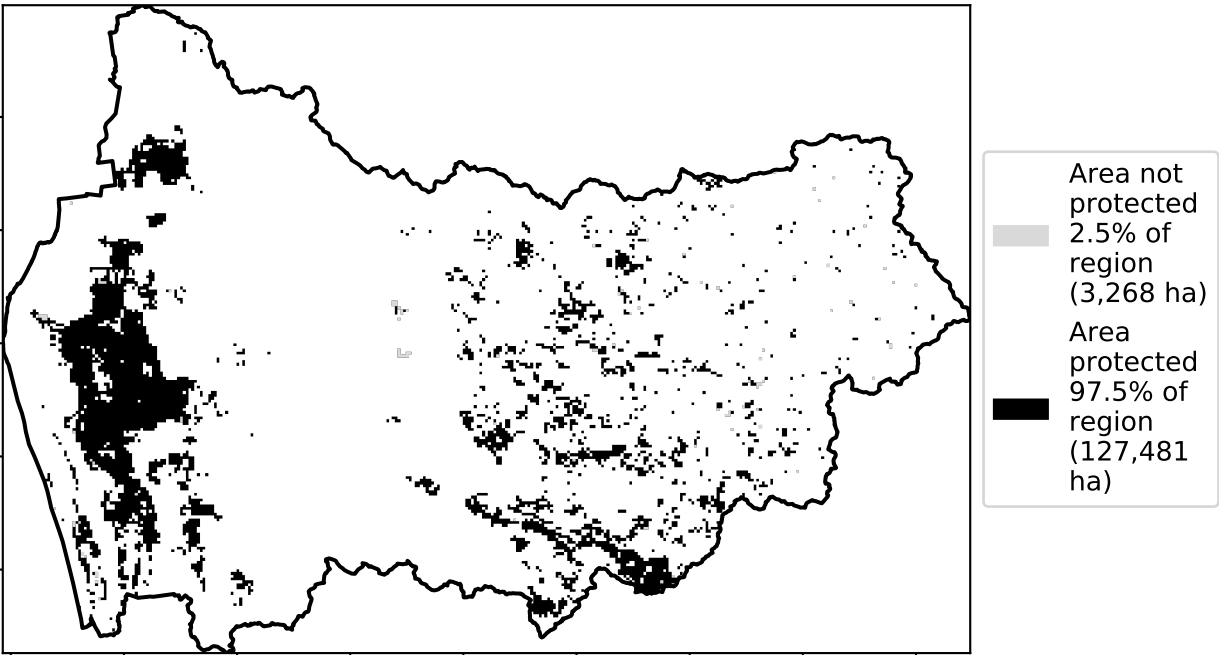 Area not
protected
2.5% of
region
(3,268 ha)
Area
protected
97.5% of
region
(127,481
ha)